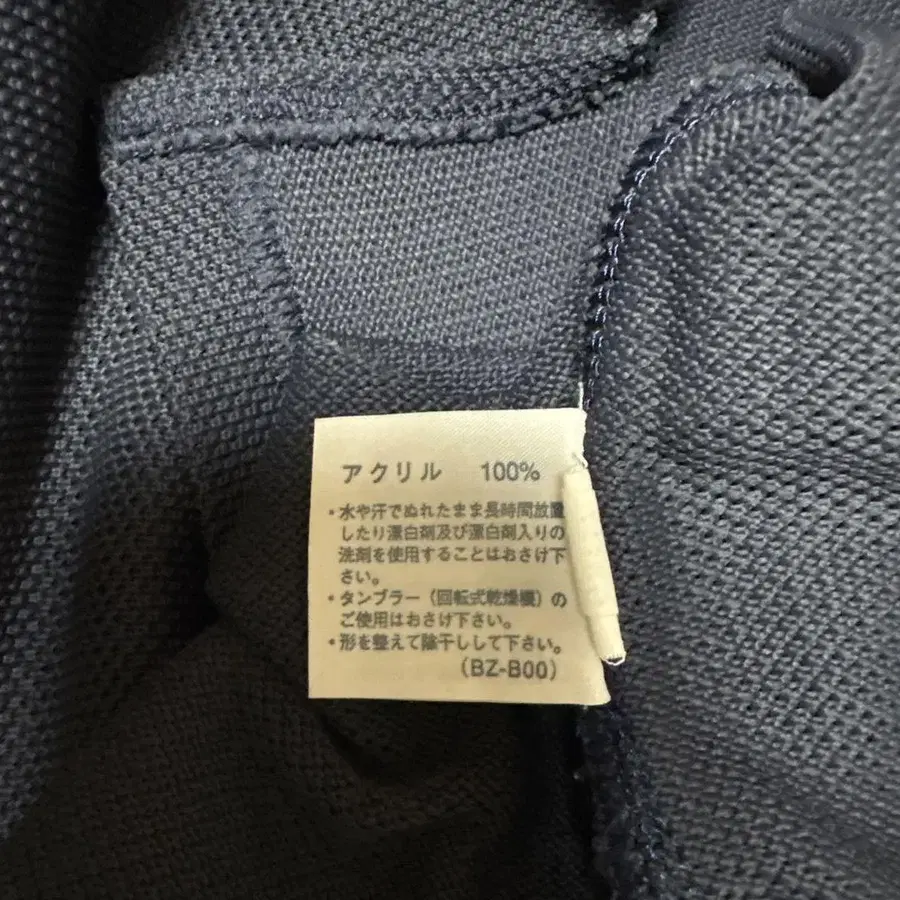 アクリル 100%
・水や汗でぬれたまま長時間放置
したり漂白剤及び漂白剤入りの
洗剤を使用することはおさけ下
さい。
・タンブラー（回転式乾燥機）の
ご使用はおさけ下さい。
・形を整えて陰干しして下さい。
(BZ-B00)